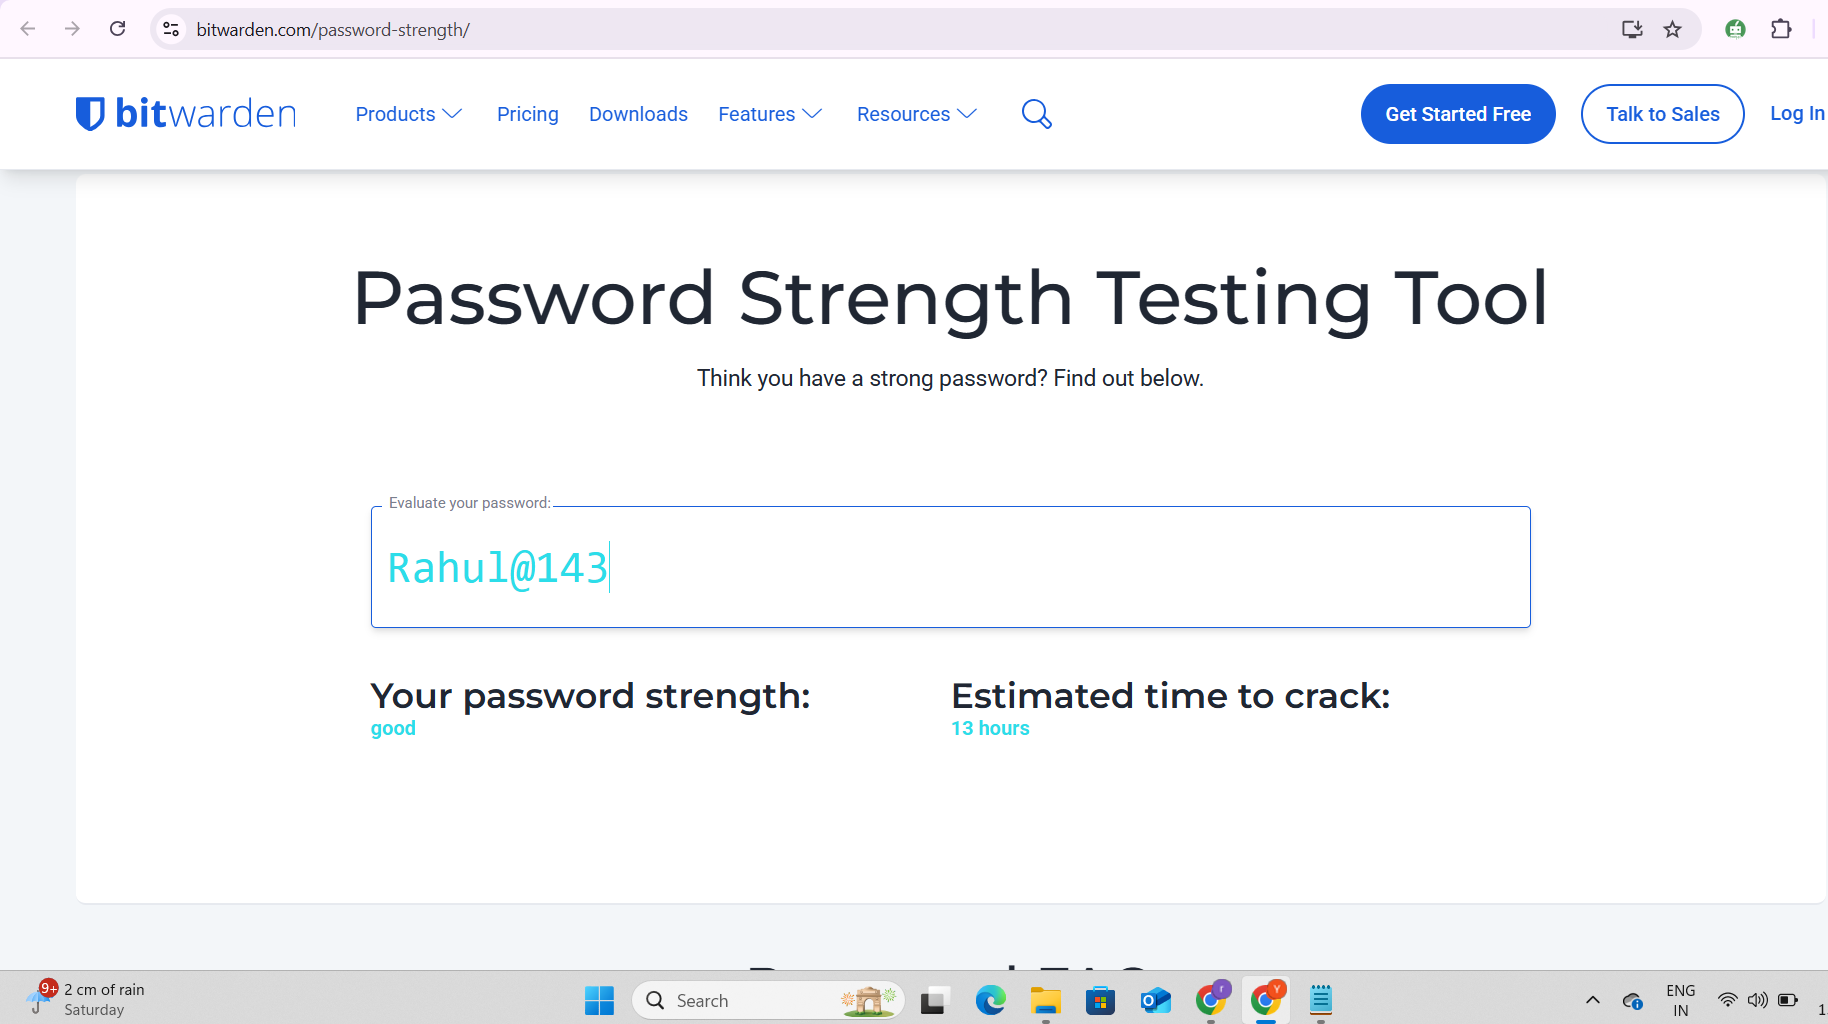 bitwarden.com/password-strength/
bitwarden
Products
Pricing
Downloads
Features
Resources
Get Started Free
Talk to Sales
Log In
Password Strength Testing Tool
Think you have a strong password? Find out below.
Evaluate your password:
Rahul@143
Your password strength:
good
Estimated time to crack:
13 hours
9+
2 cm of rain
Saturday
Search
r
Y
ENG
IN